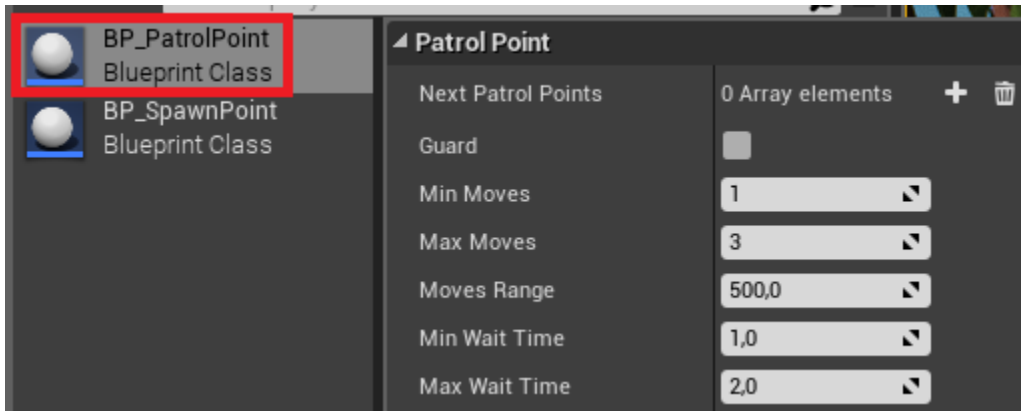 BP_PatrolPoint
Blueprint Class
BP_SpawnPoint
Blueprint Class
Patrol Point
Next Patrol Points 0 Array elements
Guard
Min Moves 1
Max Moves 3
Moves Range 500,0
Min Wait Time 1,0
Max Wait Time 2,0